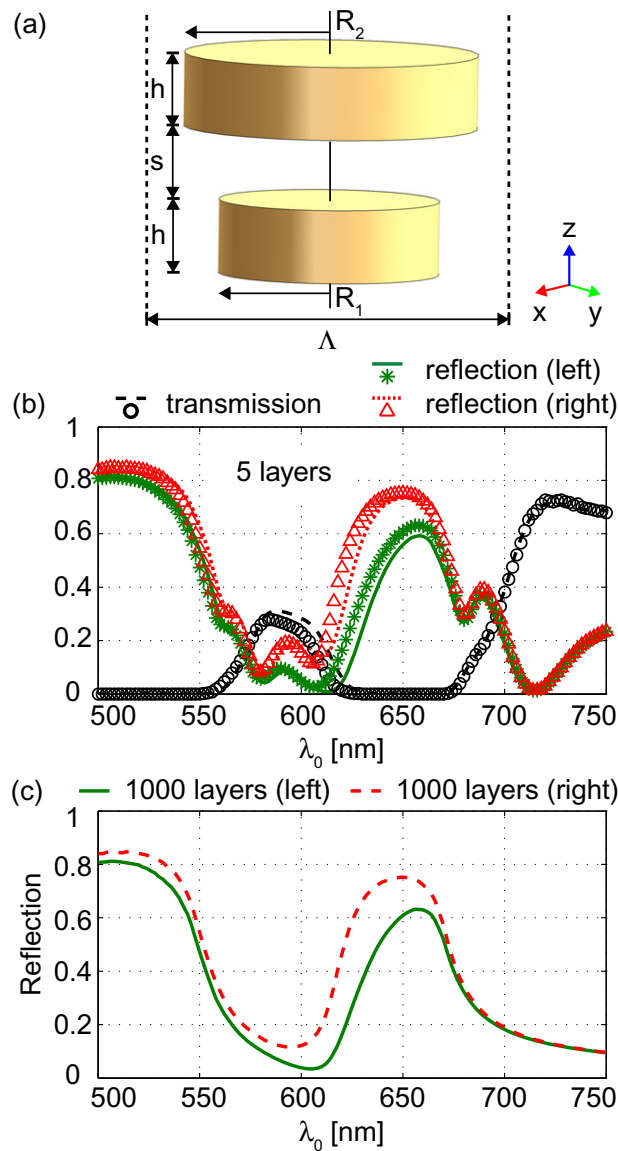 (a)
R₂
h
s
h
R₁
Λ
z
x
y
reflection (left)
(b)
transmission
reflection (right)
1
5 layers
0.8
0.6
0.4
0.2
0
500 550 600 650 700 750
λ₀ [nm]
(c)
1000 layers (left) 1000 layers (right)
1
0.8
0.6
0.4
0.2
0
Reflection
500 550 600 650 700 750
λ₀ [nm]